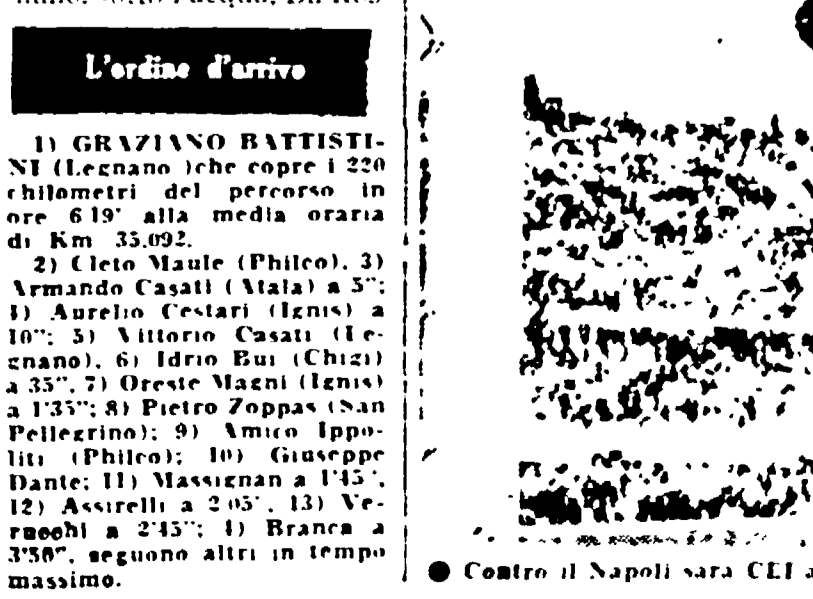 L'ordine d'arrivo
1) GRAZIANO BATTISTI-
NI (Legnano )che copre i 220
chilometri del percorso in
ore 6 19' alla media oraria
di Km 35.092.
2) Cleto Maule (Philco), 3)
Armando Casati (Atala) a 5";
4) Aurelio Cestari (Ignis) a
10"; 5) Vittorio Casati (Le-
gnano), 6) Idrio Bui (Chigi)
a 35", 7) Oreste Magni (Ignis)
a 1'35"; 8) Pietro Zoppas (San
Pellegrino); 9) Amico Ippo-
liti (Philco); 10) Giuseppe
Dante; 11) Massignan a 1'45",
12) Assirelli a 2'05", 13) Ve-
rucchi a 2'45"; 4) Branca a
3'50", seguono altri in tempo
massimo.
● Contro il Napoli sara CEI